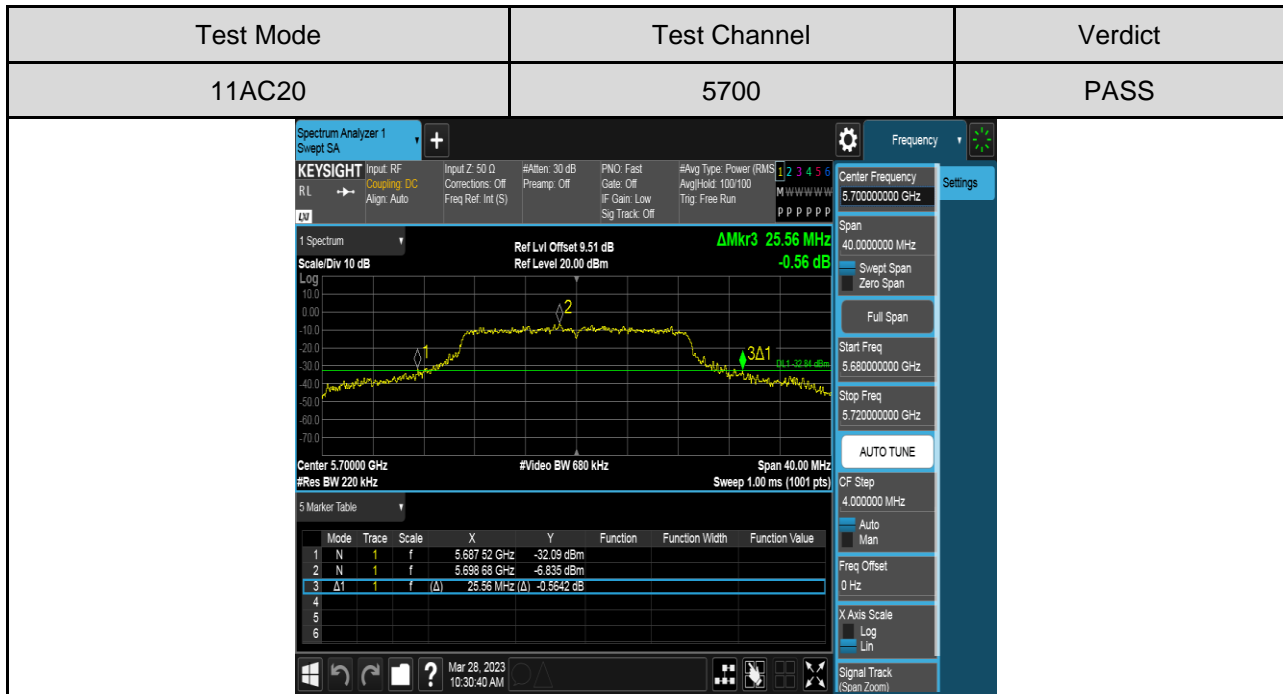 Test Mode Test Channel Verdict
11AC20 5700 PASS
Spectrum Analyzer 1
Swept SA
+
Frequency
KEYSIGHT Input: RF Input Z: 50 Ω #Atten: 30 dB PNO: Fast #Avg Type: Power (RMS 1 2 3 4 5 6
RL Coupling: DC Corrections: Off Preamp: Off Gate: Off Avg|Hold: 100/100 M W W W W W
Align: Auto Freq Ref: Int (S) IF Gain: Low Trig: Free Run
LXI Sig Track: Off P P P P P P
Center Frequency
5.700000000 GHz
Settings
1 Spectrum
Ref Lvl Offset 9.51 dB ΔMkr3 25.56 MHz
Scale/Div 10 dB Ref Level 20.00 dBm -0.56 dB
Log
10.0
0.00
-10.0
-20.0
-30.0
-40.0
-50.0
-60.0
-70.0
2
1
3Δ1
DL1 -32.84 dBm
Center 5.70000 GHz #Video BW 680 kHz Span 40.00 MHz
#Res BW 220 kHz Sweep 1.00 ms (1001 pts)
Span
40.0000000 MHz
Swept Span
Zero Span
Full Span
Start Freq
5.680000000 GHz
Stop Freq
5.720000000 GHz
AUTO TUNE
CF Step
4.000000 MHz
Auto
Man
Freq Offset
0 Hz
X Axis Scale
Log
Lin
Signal Track
(Span Zoom)
5 Marker Table
Mode Trace Scale X Y Function Function Width Function Value
1 N 1 f 5.687 52 GHz -32.09 dBm
2 N 1 f 5.698 68 GHz -6.835 dBm
3 Δ1 1 f (Δ) 25.56 MHz (Δ) -0.5642 dB
4
5
6
? Mar 28, 2023
10:30:40 AM